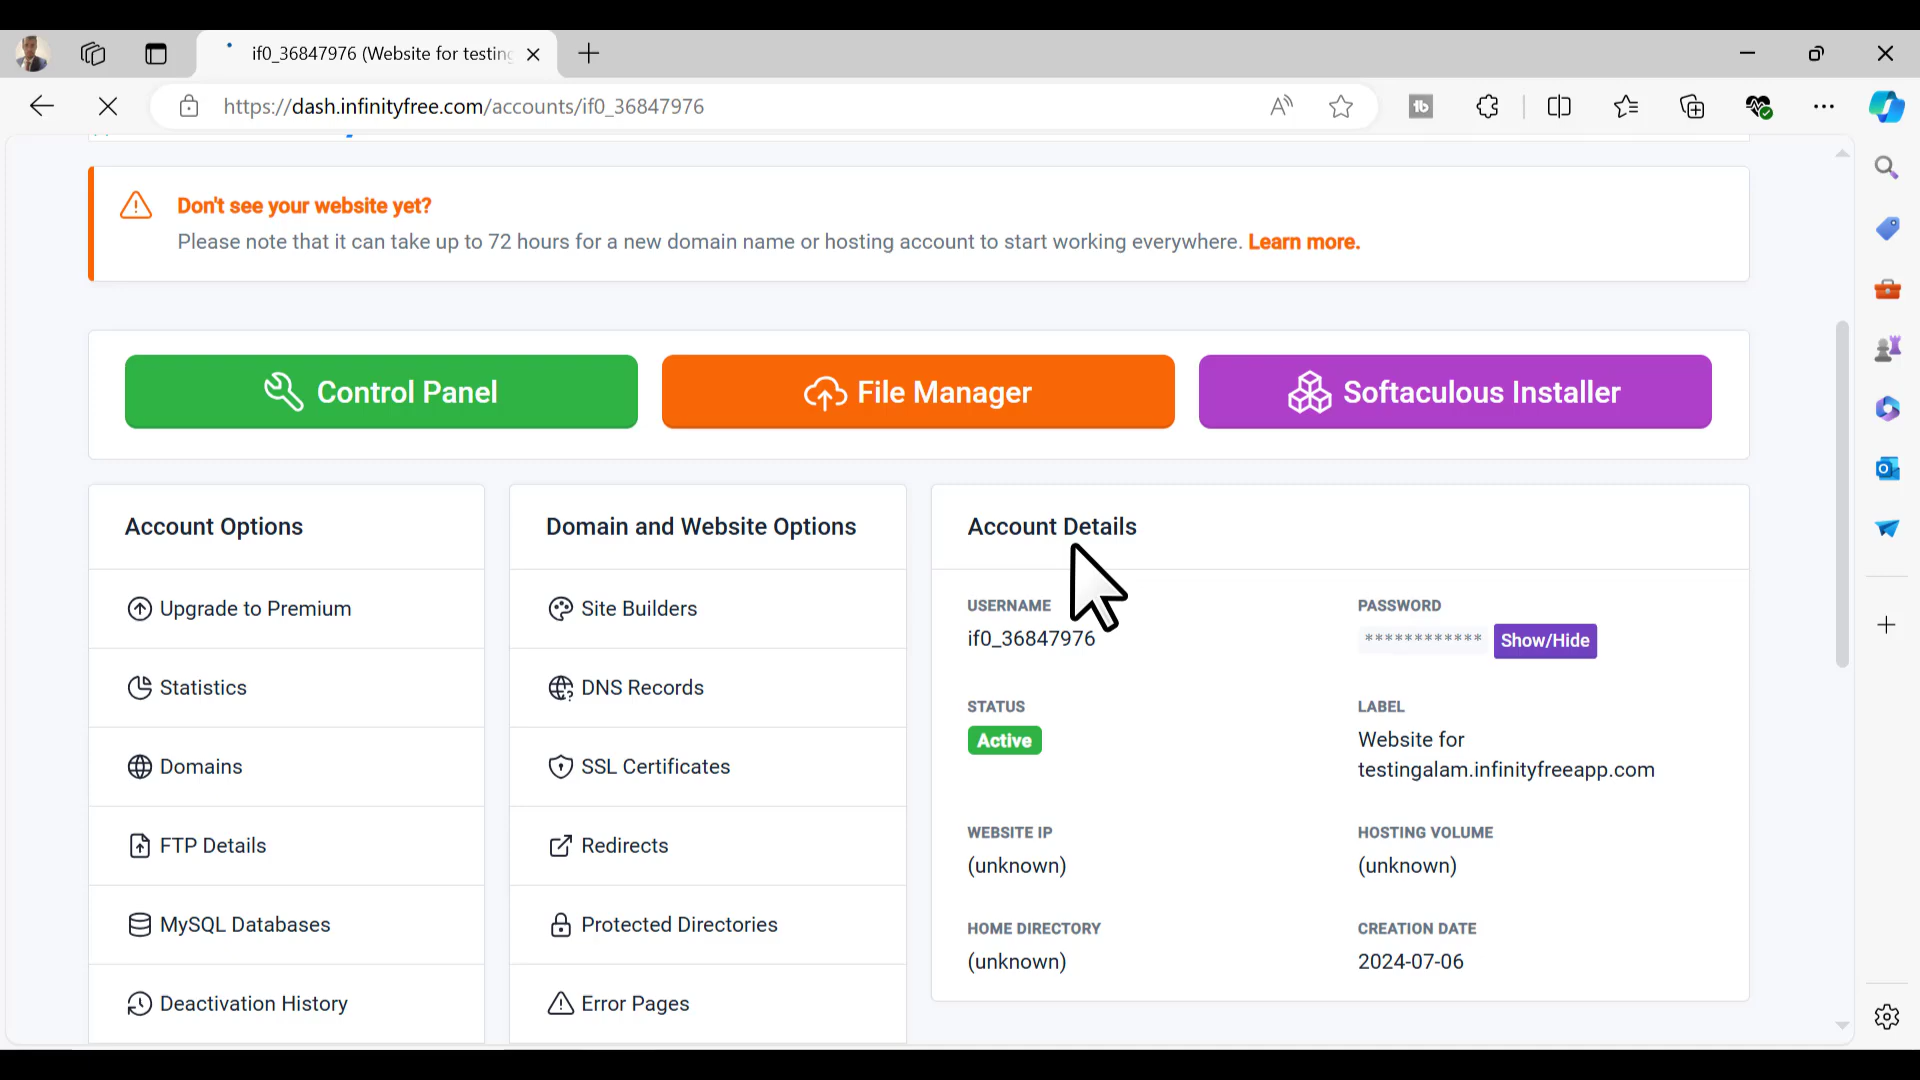 if0_36847976 (Website for testing
https://dash.infinityfree.com/accounts/if0_36847976
Don't see your website yet?
Please note that it can take up to 72 hours for a new domain name or hosting account to start working everywhere. Learn more.
Control Panel
File Manager
Softaculous Installer
Account Options
Upgrade to Premium
Statistics
Domains
FTP Details
MySQL Databases
Deactivation History
Domain and Website Options
Site Builders
DNS Records
SSL Certificates
Redirects
Protected Directories
Error Pages
Account Details
USERNAME
if0_36847976
PASSWORD
************ Show/Hide
STATUS
Active
LABEL
Website for
testingalam.infinityfreeapp.com
WEBSITE IP
(unknown)
HOSTING VOLUME
(unknown)
HOME DIRECTORY
(unknown)
CREATION DATE
2024-07-06